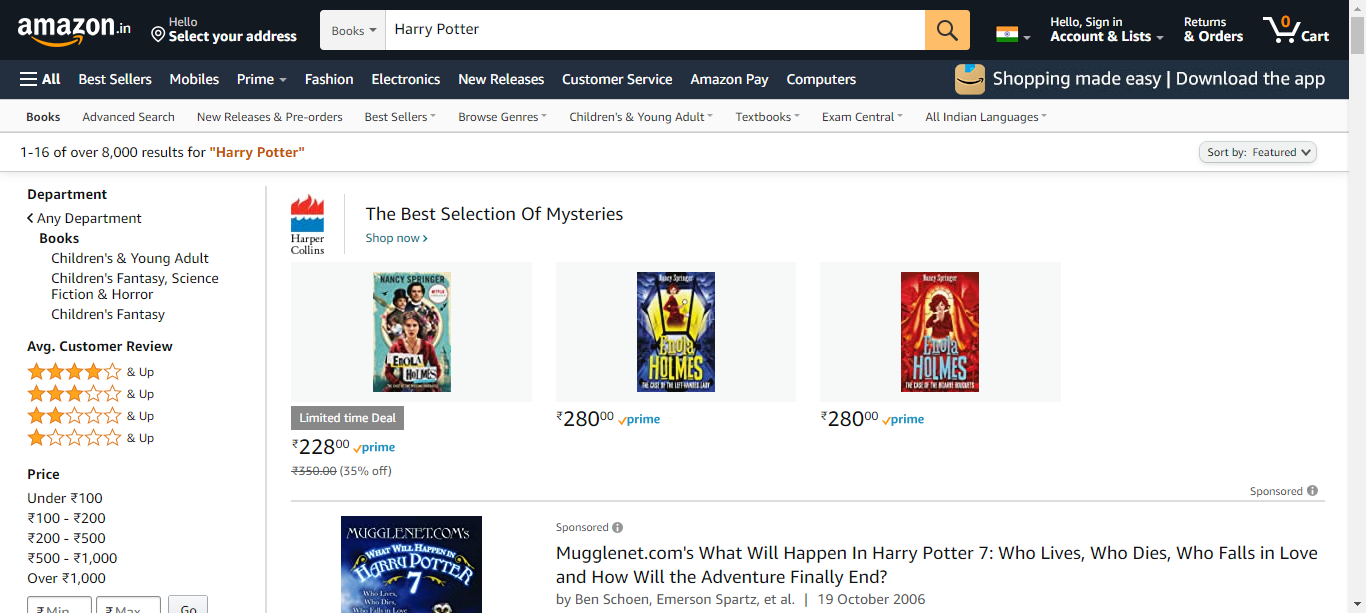 amazon.in
Hello
Select your address
Books
Harry Potter
Hello, Sign in
Account & Lists
Returns
& Orders
0
Cart
All
Best Sellers
Mobiles
Prime
Fashion
Electronics
New Releases
Customer Service
Amazon Pay
Computers
Shopping made easy | Download the app
Books
Advanced Search
New Releases & Pre-orders
Best Sellers
Browse Genres
Children's & Young Adult
Textbooks
Exam Central
All Indian Languages
1-16 of over 8,000 results for "Harry Potter"
Sort by: Featured
Department
Any Department
Books
Children's & Young Adult
Children's Fantasy, Science
Fiction & Horror
Children's Fantasy
Avg. Customer Review
& Up
& Up
& Up
& Up
Price
Under ₹100
₹100 - ₹200
₹200 - ₹500
₹500 - ₹1,000
Over ₹1,000
₹ Min
₹ Max
Go
Harper
Collins
The Best Selection Of Mysteries
Shop now
NANCY SPRINGER
ENOLA
HOLMES
Limited time Deal
₹22800 prime
₹350.00 (35% off)
Nancy Springer
Enola
HOLMES
THE CASE OF THE LEFT-HANDED LADY
₹28000 prime
Nancy Springer
Enola
HOLMES
THE CASE OF THE BIZARRE BOUQUETS
₹28000 prime
Sponsored
MUGGLENET.COM's
WHAT WILL HAPPEN IN
HARRY POTTER
7
Who Lives,
Who Dies,
Who Falls in Love
Sponsored
Mugglenet.com's What Will Happen In Harry Potter 7: Who Lives, Who Dies, Who Falls in Love
and How Will the Adventure Finally End?
by Ben Schoen, Emerson Spartz, et al. | 19 October 2006